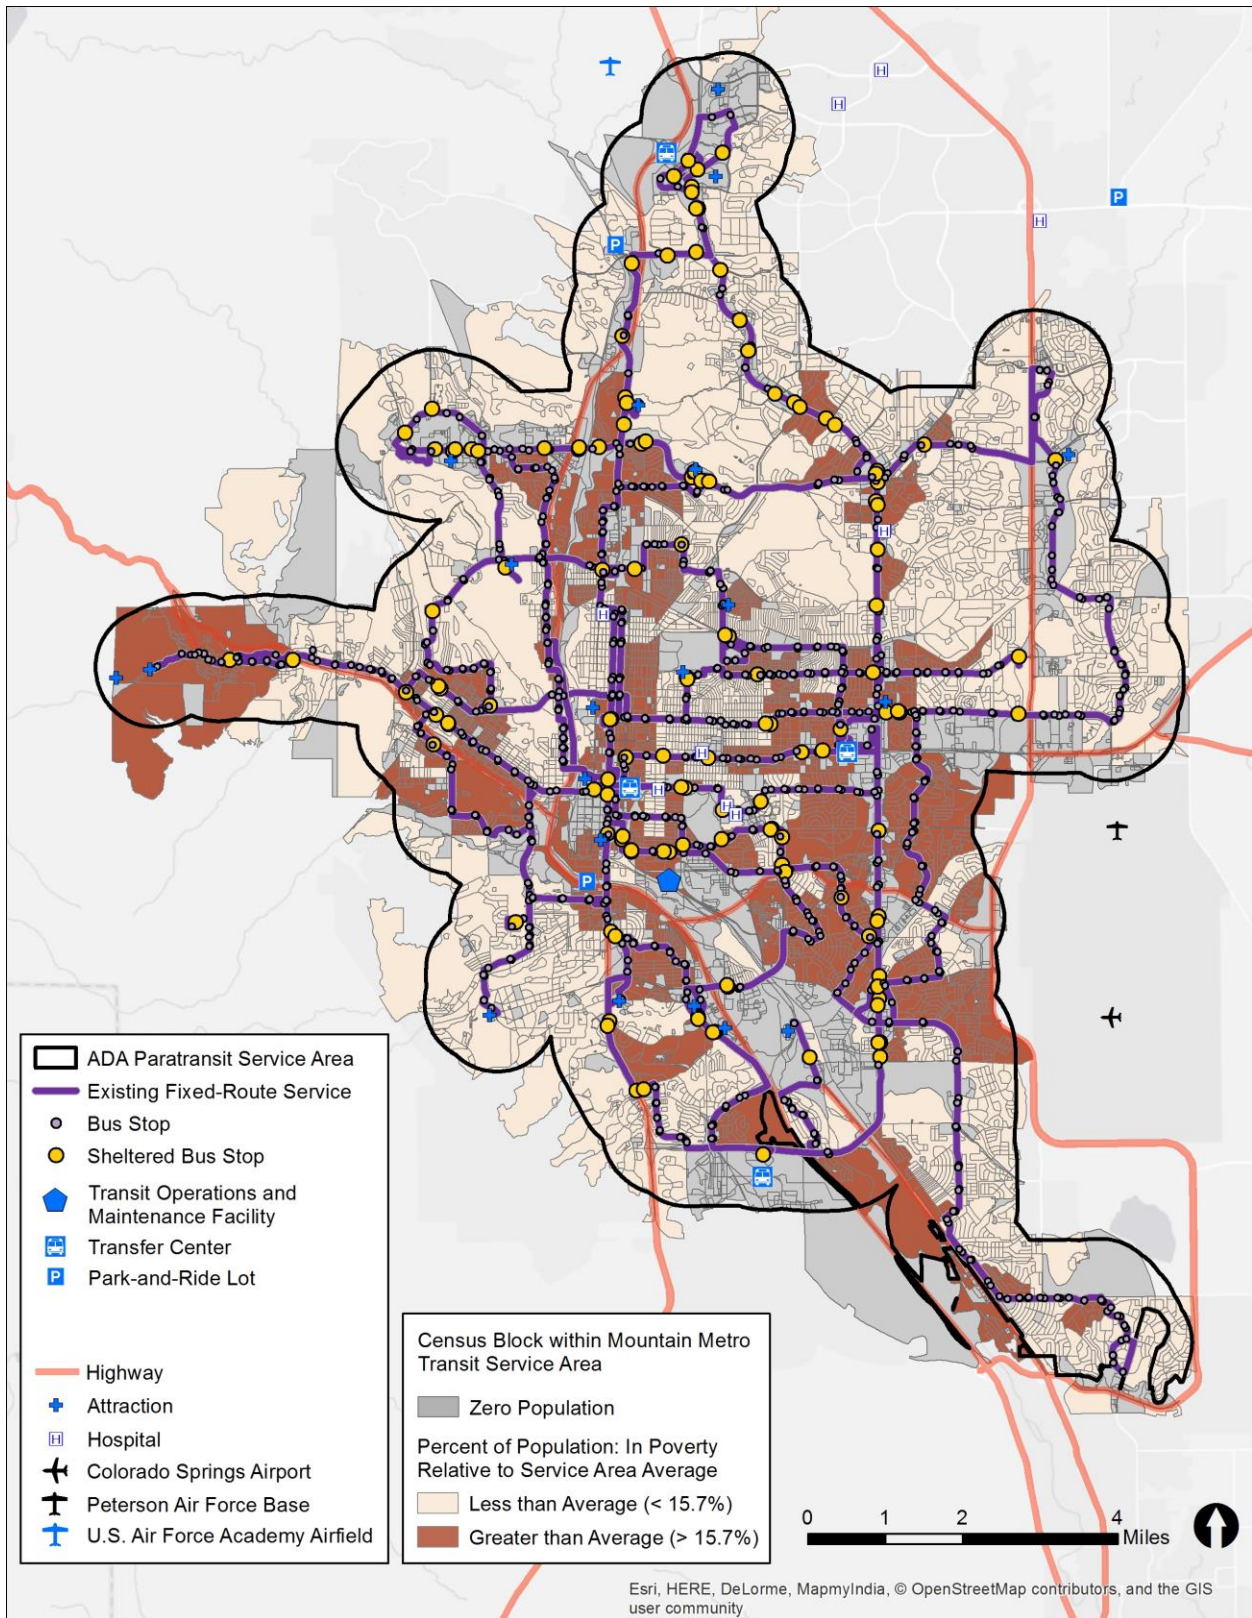 H
H
P
H
P
H
H
H
H
H
H
P
ADA Paratransit Service Area
Existing Fixed-Route Service
Bus Stop
Sheltered Bus Stop
Transit Operations and
Maintenance Facility
Transfer Center
P Park-and-Ride Lot
Highway
Attraction
H Hospital
Colorado Springs Airport
Peterson Air Force Base
U.S. Air Force Academy Airfield
Census Block within Mountain Metro
Transit Service Area
Zero Population
Percent of Population: In Poverty
Relative to Service Area Average
Less than Average (< 15.7%)
Greater than Average (> 15.7%)
0 1 2 4
Miles
Esri, HERE, DeLorme, MapmyIndia, © OpenStreetMap contributors, and the GIS
user community